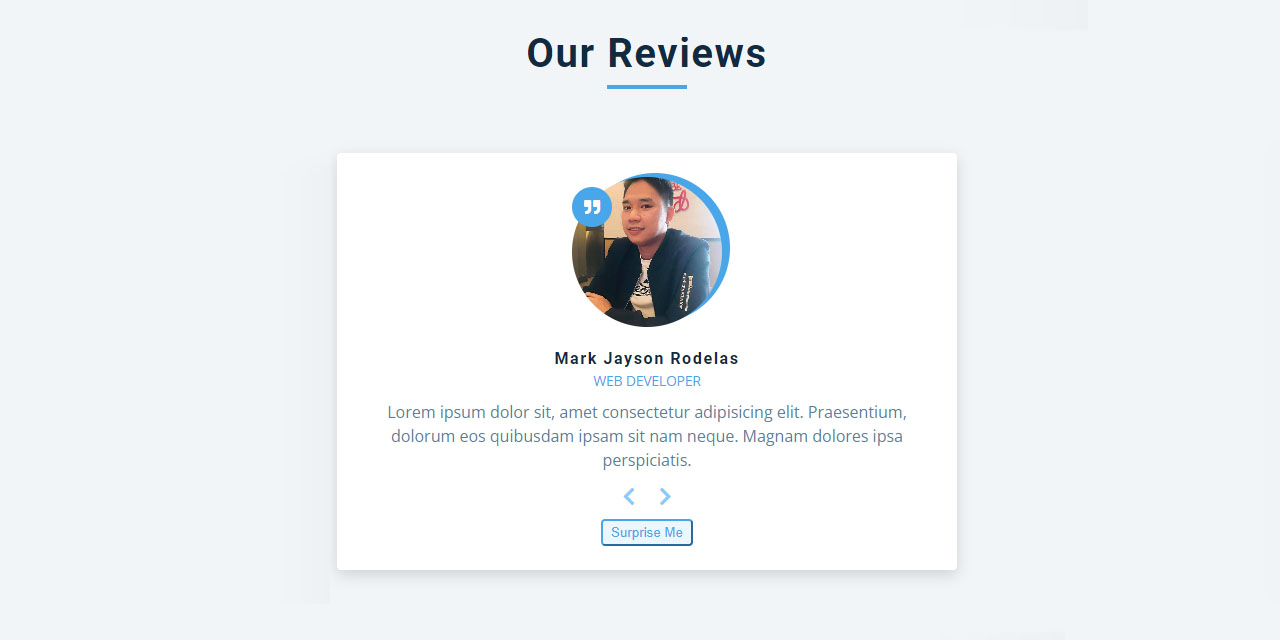 Our Reviews
Mark Jayson Rodelas
WEB DEVELOPER
Lorem ipsum dolor sit, amet consectetur adipisicing elit. Praesentium,
dolorum eos quibusdam ipsam sit nam neque. Magnam dolores ipsa
perspiciatis.
Surprise Me